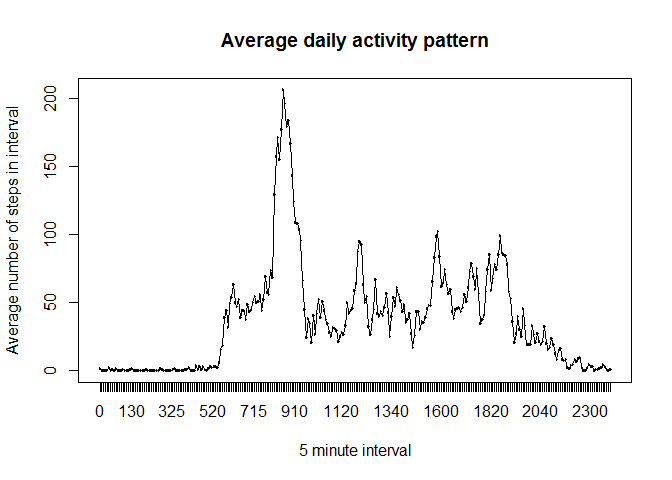 Average daily activity pattern
Average number of steps in interval
200
150
100
50
0
0 130 325 520 715 910 1120 1340 1600 1820 2040 2300
5 minute interval